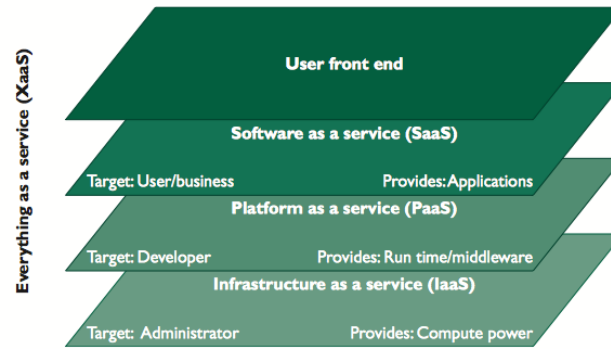 Everything as a service (XaaS)
User front end
Software as a service (SaaS)
Target: User/business Provides: Applications
Platform as a service (PaaS)
Target: Developer Provides: Run time/middleware
Infrastructure as a service (IaaS)
Target: Administrator Provides: Compute power